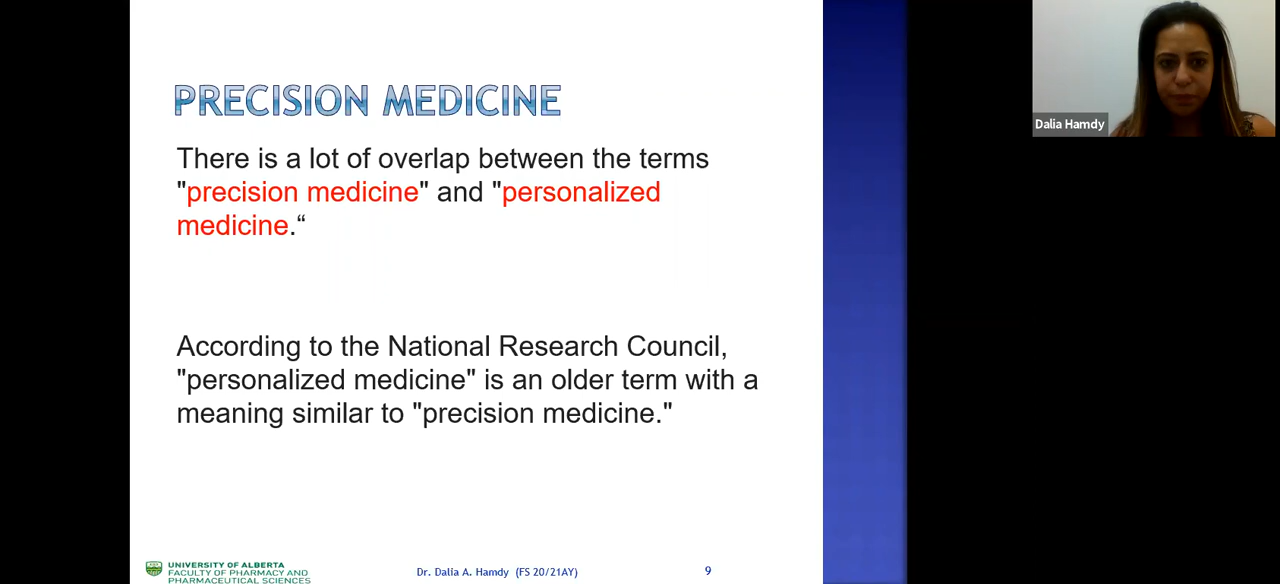 PRECISION MEDICINE
There is a lot of overlap between the terms
"precision medicine" and "personalized
medicine.“
According to the National Research Council,
"personalized medicine" is an older term with a
meaning similar to "precision medicine."
UNIVERSITY OF ALBERTA
FACULTY OF PHARMACY AND
PHARMACEUTICAL SCIENCES
Dr. Dalia A. Hamdy (FS 20/21AY)
9
Dalia Hamdy